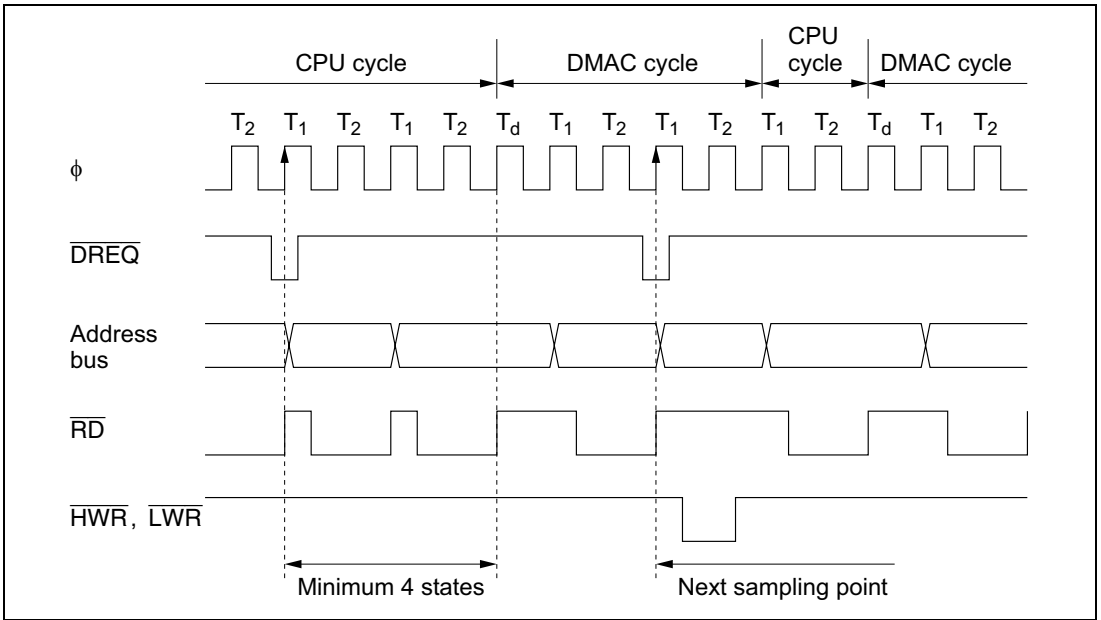 CPU cycle DMAC cycle CPU cycle DMAC cycle
T2 T1 T2 T1 T2 Td T1 T2 T1 T2 T1 T2 Td T1 T2
ϕ
DREQ
Address
bus
RD
HWR, LWR
Minimum 4 states Next sampling point